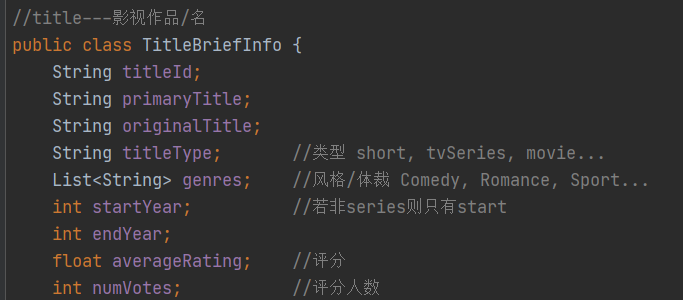 //title---影视作品/名
public class TitleBriefInfo {
String titleId;
String primaryTitle;
String originalTitle;
String titleType; //类型 short, tvSeries, movie...
List<String> genres; //风格/体裁 Comedy, Romance, Sport...
int startYear; //若非series则只有start
int endYear;
float averageRating; //评分
int numVotes; //评分人数